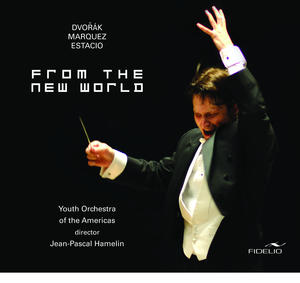 DVOŘÁK
MARQUEZ
ESTACIO
FROM THE
NEW WORLD
Youth Orchestra
of the Americas
director
Jean-Pascal Hamelin
FIDELIO